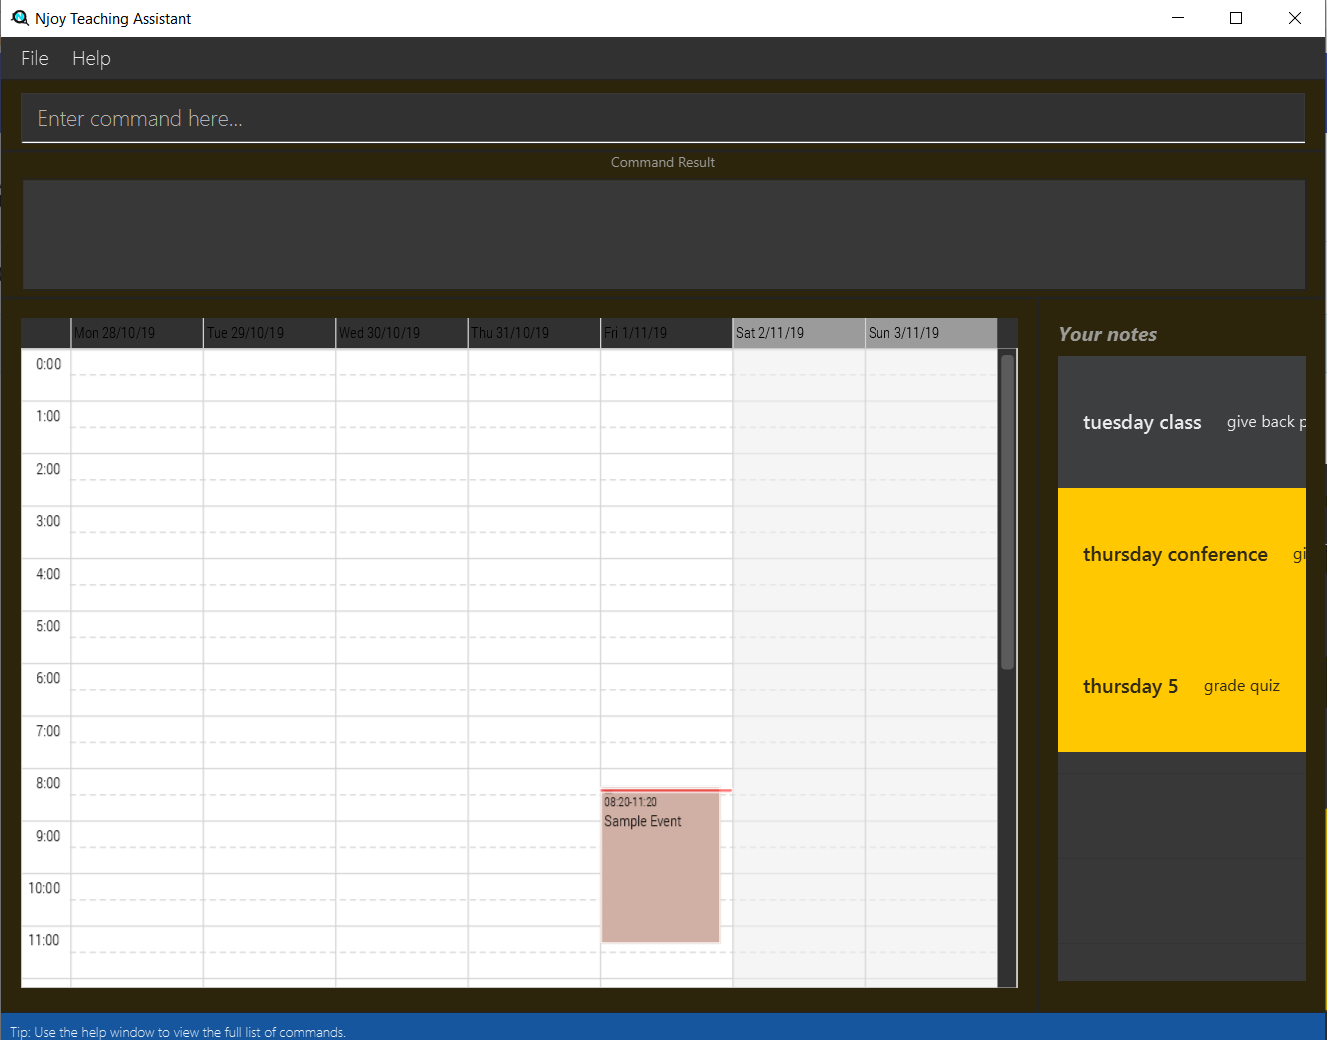 Njoy Teaching Assistant
File Help
Enter command here...
Command Result
Mon 28/10/19 Tue 29/10/19 Wed 30/10/19 Thu 31/10/19 Fri 1/11/19 Sat 2/11/19 Sun 3/11/19
0:00
1:00
2:00
3:00
4:00
5:00
6:00
7:00
8:00
9:00
10:00
11:00
08:20-11:20
Sample Event
Your notes
tuesday class give back p
thursday conference gi
thursday 5 grade quiz
Tip: Use the help window to view the full list of commands.